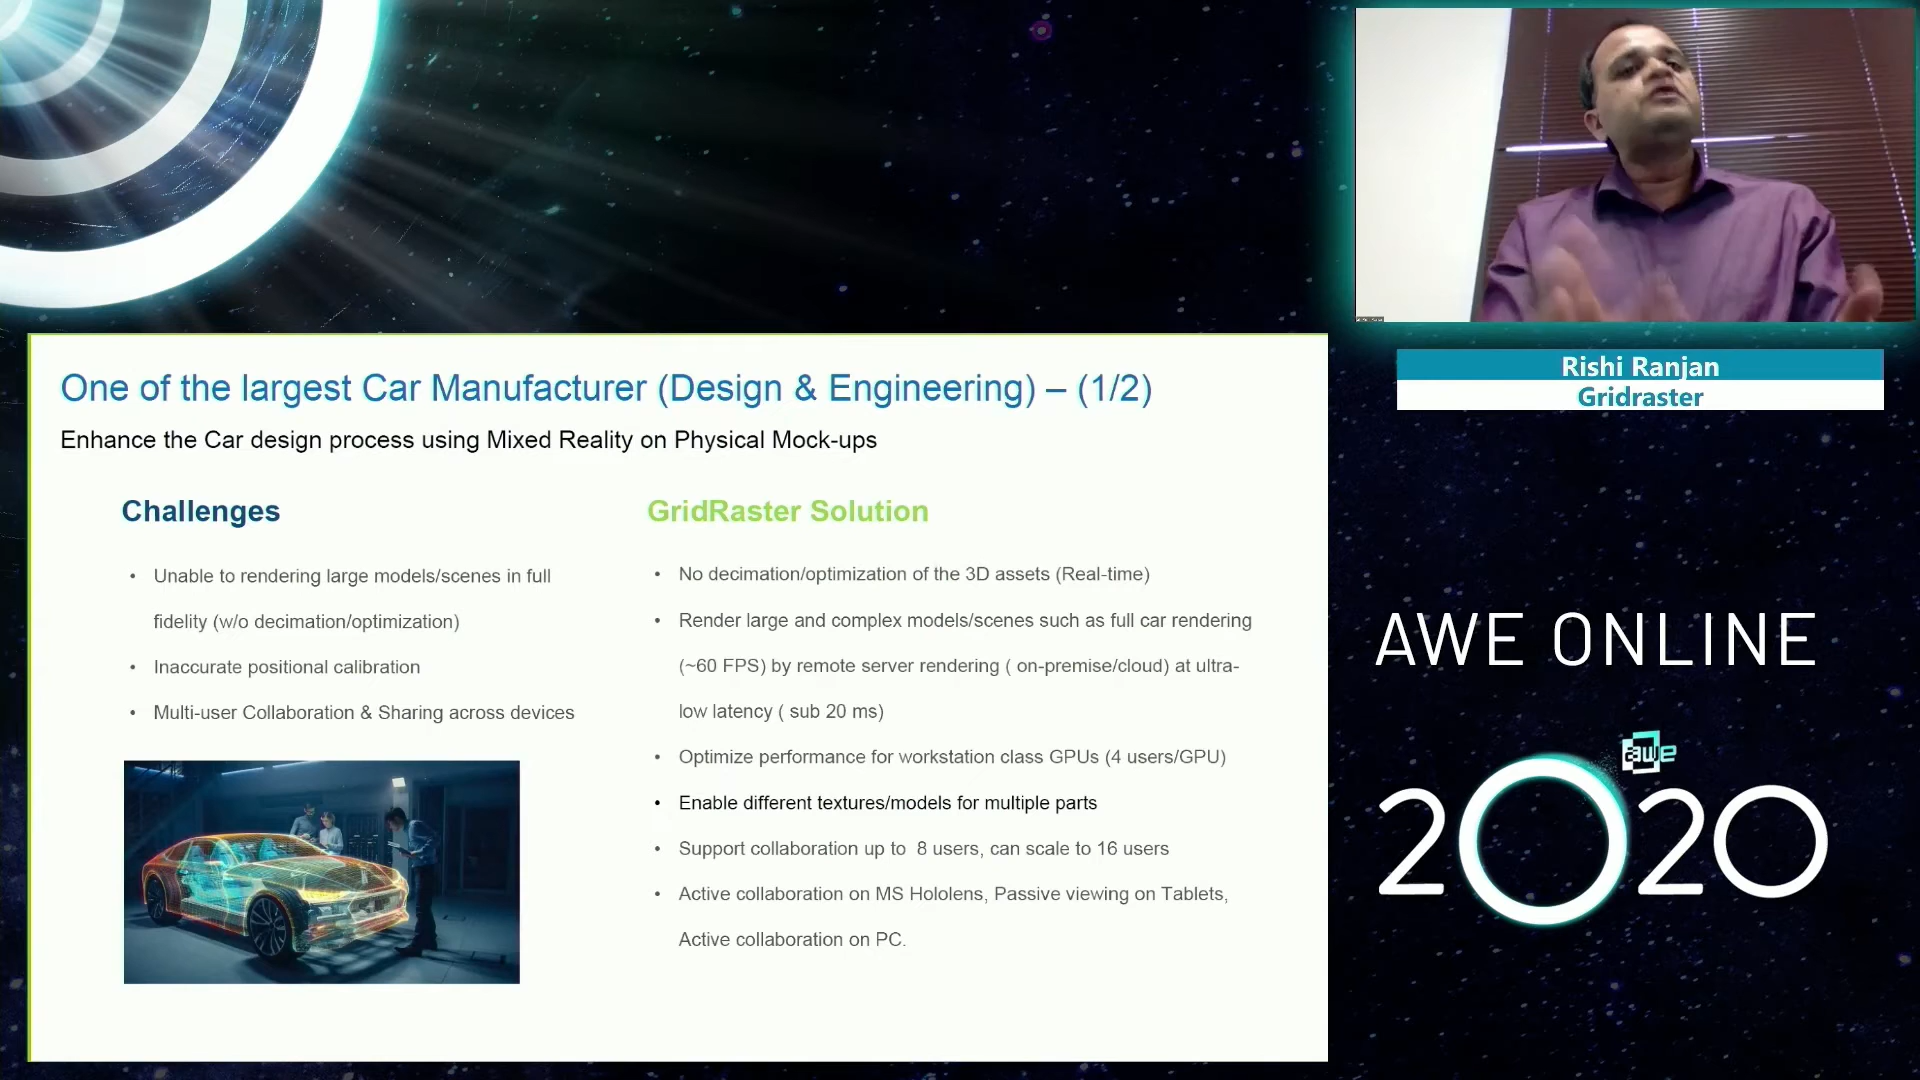 Rishi Ranjan
Gridraster
One of the largest Car Manufacturer (Design & Engineering) – (1/2)
Enhance the Car design process using Mixed Reality on Physical Mock-ups
Challenges
• Unable to rendering large models/scenes in full
fidelity (w/o decimation/optimization)
• Inaccurate positional calibration
• Multi-user Collaboration & Sharing across devices
GridRaster Solution
• No decimation/optimization of the 3D assets (Real-time)
• Render large and complex models/scenes such as full car rendering
(~60 FPS) by remote server rendering ( on-premise/cloud) at ultra-
low latency ( sub 20 ms)
• Optimize performance for workstation class GPUs (4 users/GPU)
• Enable different textures/models for multiple parts
• Support collaboration up to  8 users, can scale to 16 users
• Active collaboration on MS Hololens, Passive viewing on Tablets,
Active collaboration on PC.
AWE ONLINE
awe
2020